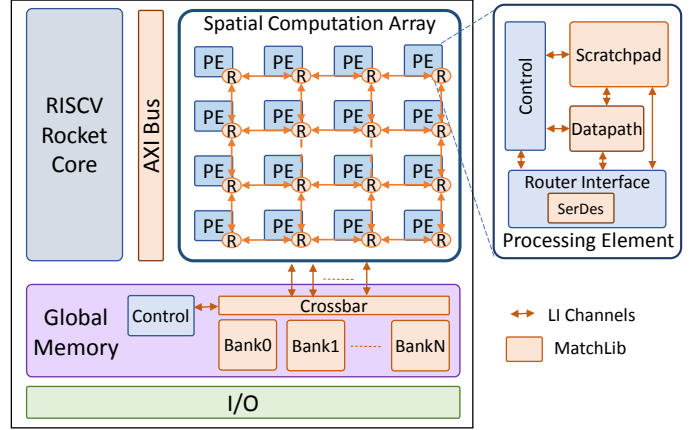 Spatial Computation Array
RISCV
Rocket
Core
AXI Bus
PE PE PE PE
R R R R
PE PE PE PE
R R R R
PE PE PE PE
R R R R
PE PE PE PE
R R R R
Control
Scratchpad
Datapath
Router Interface
SerDes
Processing Element
Global
Memory
Control
Crossbar
Bank0 Bank1 BankN
I/O
LI Channels
MatchLib